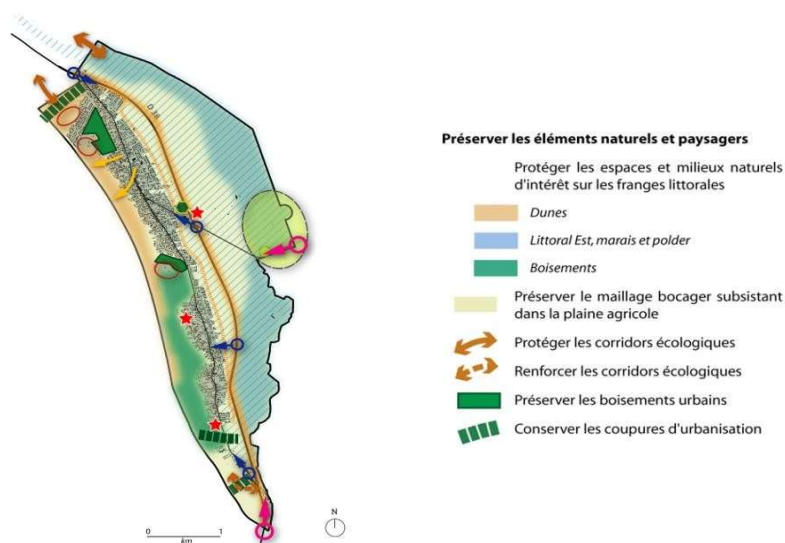 D 38
Préserver les éléments naturels et paysagers
Protéger les espaces et milieux naturels
d'intérêt sur les franges littorales
Dunes
Littoral Est, marais et polder
Boisements
Préserver le maillage bocager subsistant
dans la plaine agricole
Protéger les corridors écologiques
Renforcer les corridors écologiques
Préserver les boisements urbains
Conserver les coupures d'urbanisation
N
0 1
km